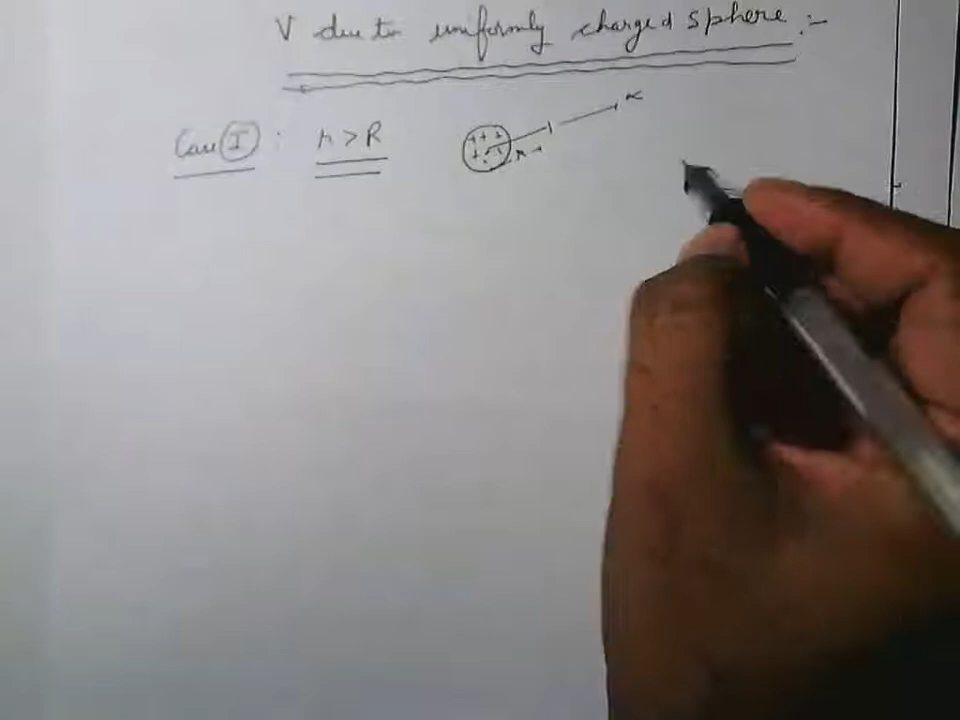 V due to uniformly charged sphere :-
Case I : r > R
+ + +
+ - +
r